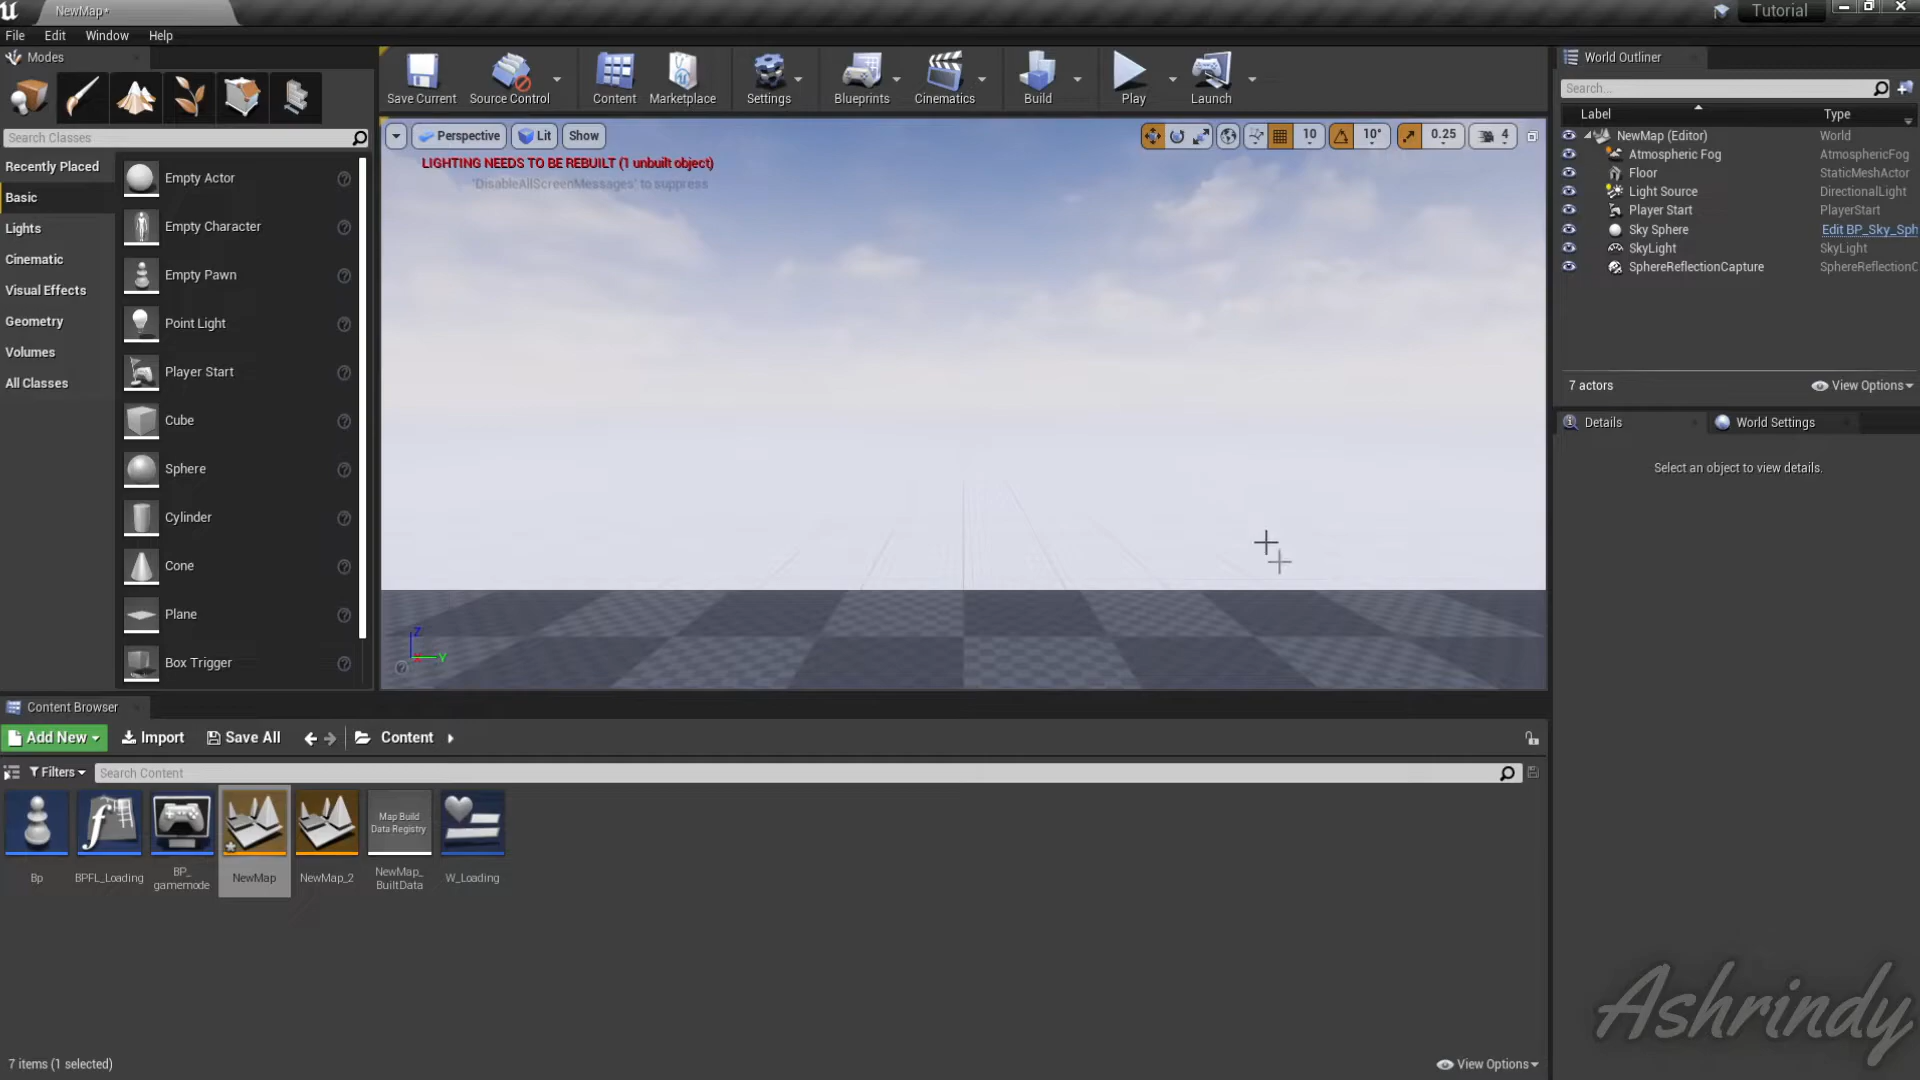 NewMap*
Tutorial
File Edit Window Help
Modes
Save Current
Source Control
Content
Marketplace
Settings
Blueprints
Cinematics
Build
Play
Launch
World Outliner
Search Classes
Search...
Label Type
Recently Placed
Basic
Lights
Cinematic
Visual Effects
Geometry
Volumes
All Classes
Empty Actor
Empty Character
Empty Pawn
Point Light
Player Start
Cube
Sphere
Cylinder
Cone
Plane
Box Trigger
Perspective Lit Show
10 10° 0.25 4
LIGHTING NEEDS TO BE REBUILT (1 unbuilt object)
'DisableAllScreenMessages' to suppress
Z
X Y
NewMap (Editor) World
Atmospheric Fog AtmosphericFog
Floor StaticMeshActor
Light Source DirectionalLight
Player Start PlayerStart
Sky Sphere Edit BP_Sky_Sph
SkyLight SkyLight
SphereReflectionCapture SphereReflectionC
7 actors View Options
Details World Settings
Select an object to view details.
Content Browser
Add New Import Save All Content
Filters Search Content
Bp
BPFL_Loading
BP_
gamemode
NewMap
NewMap_2
Map Build
Data Registry
NewMap_
BuiltData
W_Loading
7 items (1 selected) View Options
Ashrindy